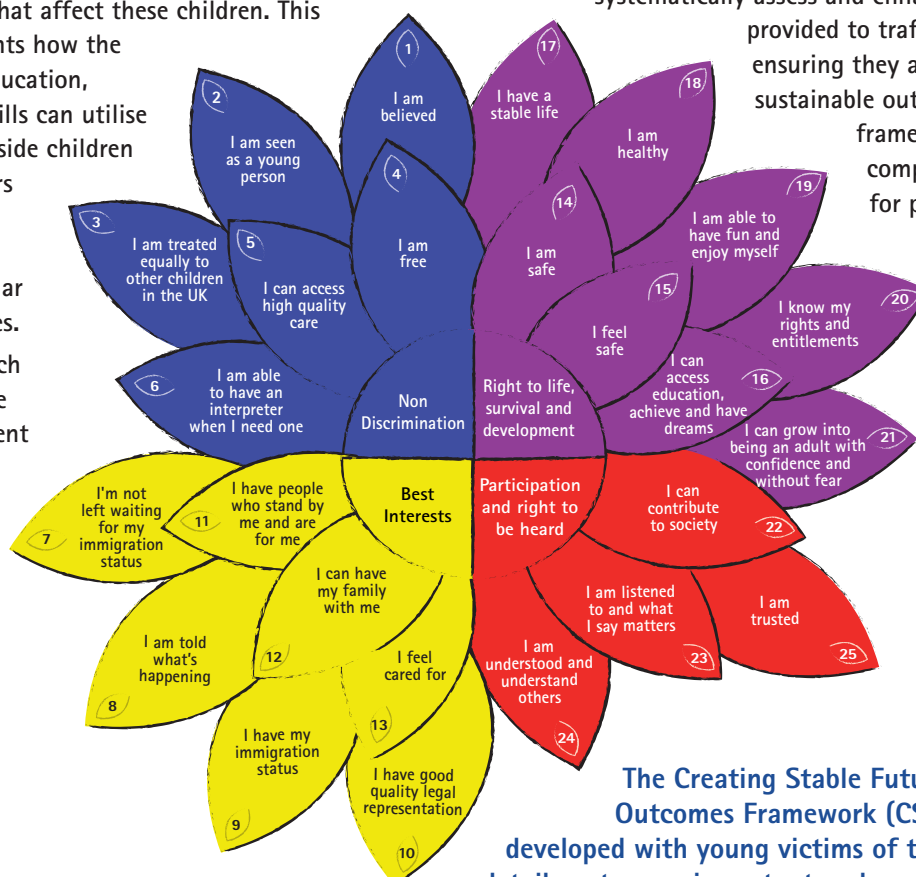 hat affect these children. This
nts how the
ucation,
ills can utilise
side children
rs
ar
es.
ch
e
ent
provided to traf
ensuring they a
sustainable out
frame
comp
for p
1
I am
believed
2
I am seen
as a young
person
3
I am treated
equally to
other children
in the UK
4
I am
free
5
I can access
high quality
care
6
I am able
to have an
interpreter
when I need one
Non
Discrimination
17
I have a
stable life
18
I am
healthy
14
I am
safe
19
I am able to
have fun and
enjoy myself
15
I feel
safe
20
I know my
rights and
entitlements
16
I can
access
education,
achieve and have
dreams
21
I can grow into
being an adult with
confidence and
without fear
Right to life,
survival and
development
Best
Interests
7
I'm not
left waiting
for my
immigration
status
11
I have people
who stand by
me and are
for me
12
I can have
my family
with me
8
I am told
what's
happening
13
I feel
cared for
9
I have my
immigration
status
10
I have good
quality legal
representation
Participation
and right to
be heard
22
I can
contribute
to society
23
I am listened
to and what
I say matters
25
I am
trusted
24
I am
understood and
understand
others
The Creating Stable Futu
Outcomes Framework (CS
developed with young victims of t